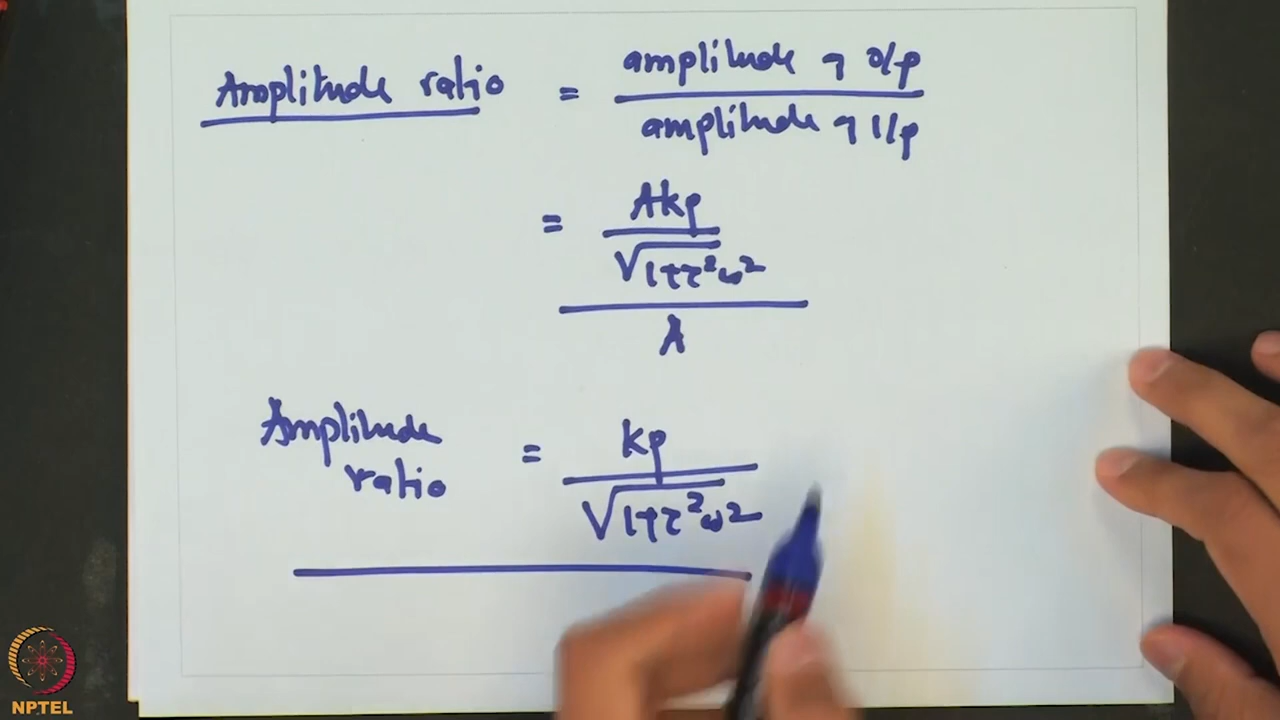 Amplitude ratio = amplitude of o/p / amplitude of i/p
= Akp / √1+τ²ω² / A
Amplitude ratio = kp / √1+τ²ω²
NPTEL